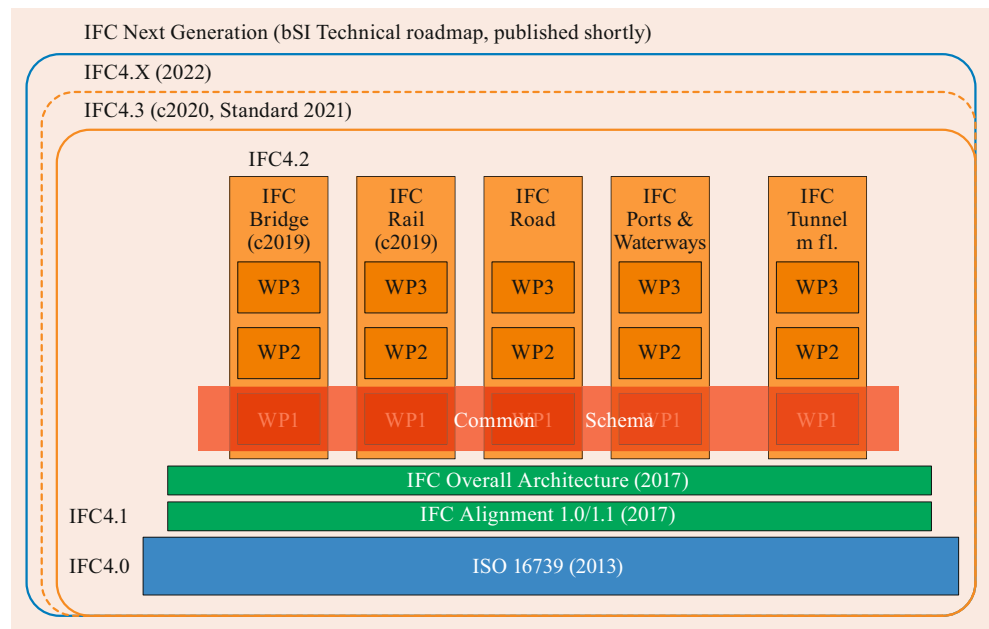 IFC Next Generation (bSI Technical roadmap, published shortly)
IFC4.X (2022)
IFC4.3 (c2020, Standard 2021)
IFC4.2
IFC
Bridge
(c2019)
WP3
WP2
WP1
IFC
Rail
(c2019)
WP3
WP2
WP1
IFC
Road
WP3
WP2
WP1
IFC
Ports &
Waterways
WP3
WP2
WP1
IFC
Tunnel
m fl.
WP3
WP2
WP1
Common Schema
IFC Overall Architecture (2017)
IFC4.1
IFC Alignment 1.0/1.1 (2017)
IFC4.0
ISO 16739 (2013)